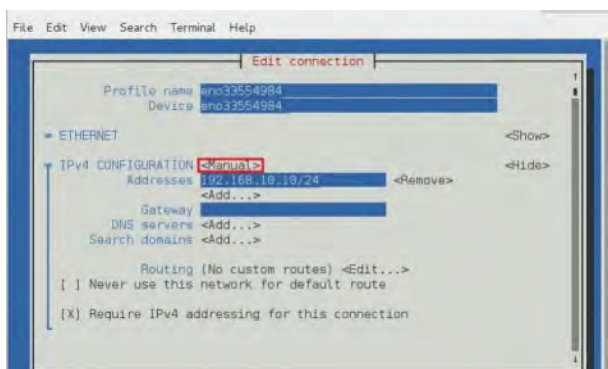 File Edit View Search Terminal Help
Edit connection
Profile name eno33554984
Device eno33554984
= ETHERNET <Show>
IPv4 CONFIGURATION <Manual> <Hide>
Addresses 192.168.10.10/24 <Remove>
<Add...>
Gateway
DNS servers <Add...>
Search domains <Add...>
Routing (No custom routes) <Edit...>
[ ] Never use this network for default route
[X] Require IPv4 addressing for this connection